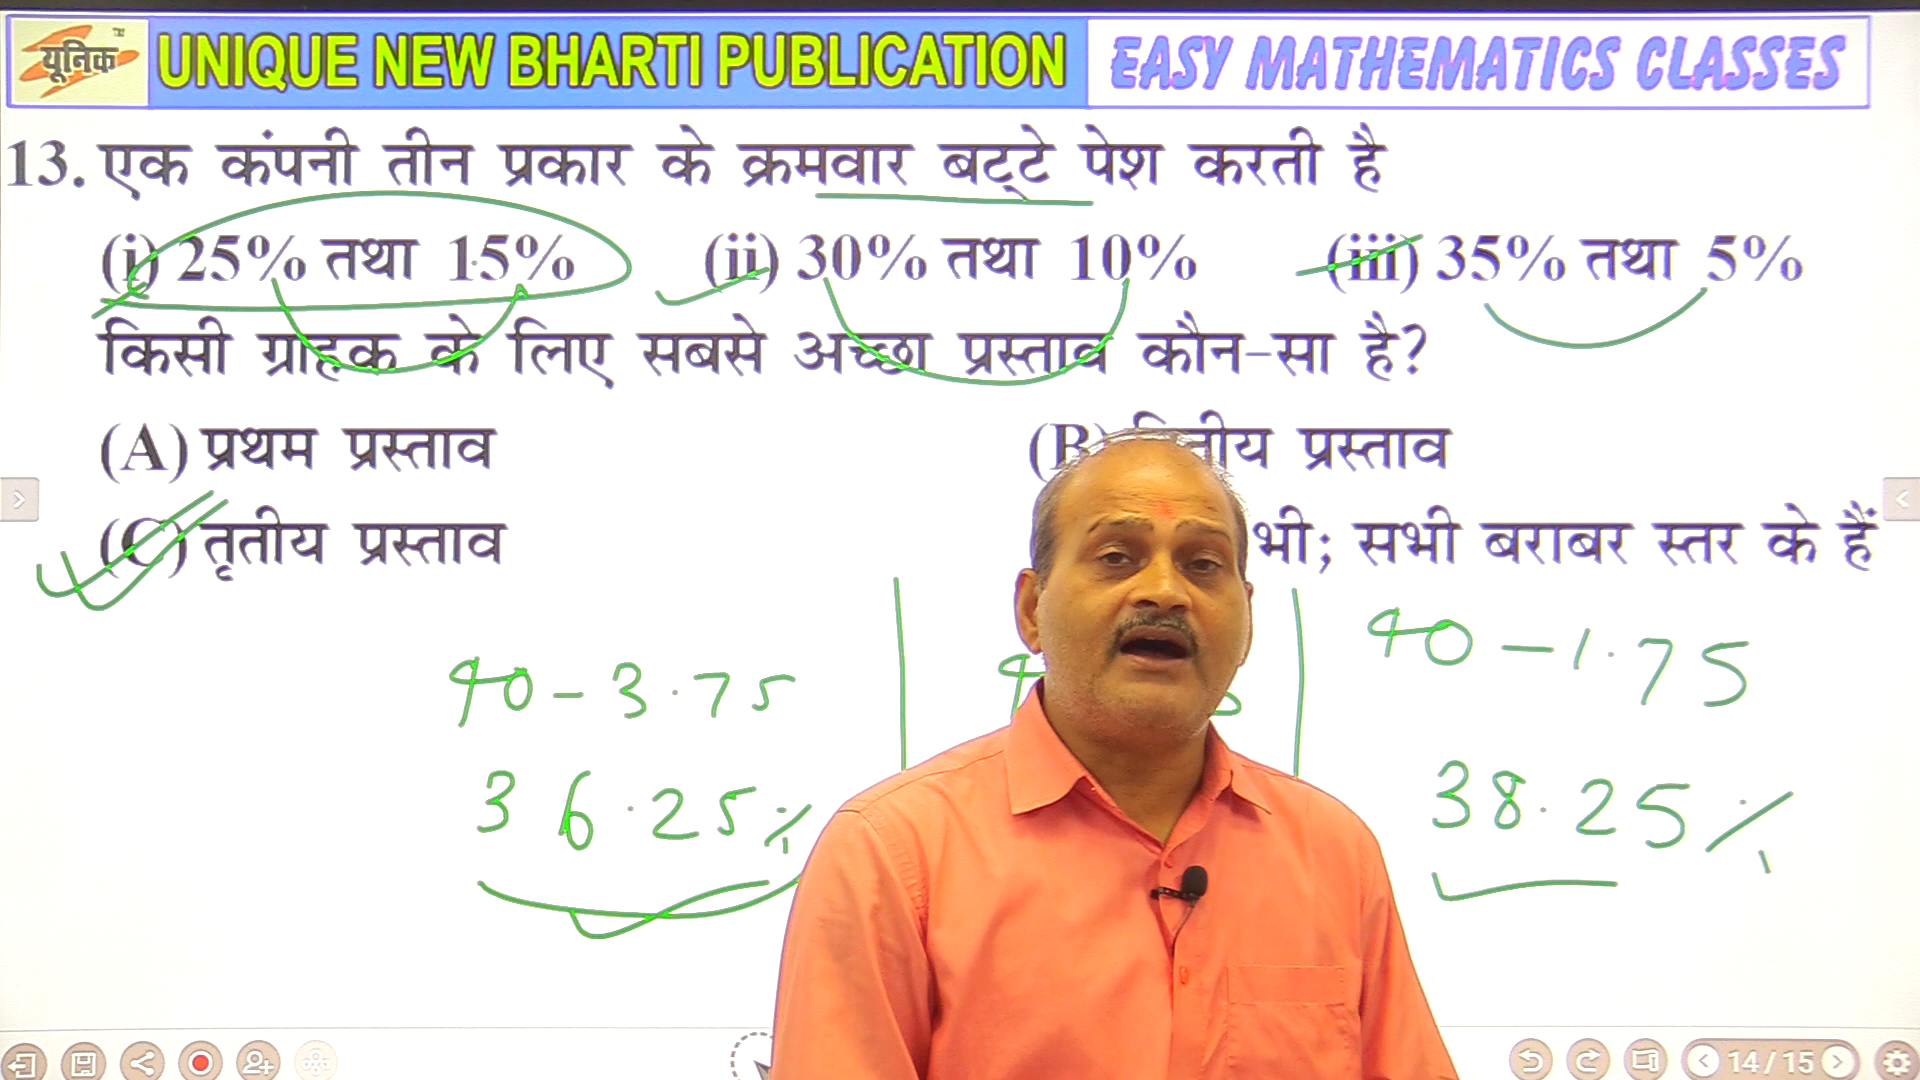 यूनिक TM UNIQUE NEW BHARTI PUBLICATION EASY MATHEMATICS CLASSES
13. एक कंपनी तीन प्रकार के क्रमवार बट्टे पेश करती है
(i) 25% तथा 15% (ii) 30% तथा 10% (iii) 35% तथा 5%
किसी ग्राहक के लिए सबसे अच्छा प्रस्ताव कौन-सा है?
(A) प्रथम प्रस्ताव (B) प्रस्ताव
(C) तृतीय प्रस्ताव भी; सभी बराबर स्तर के हैं
40 - 3.75 40 - 1.75
36.25% 38.25%
14/15